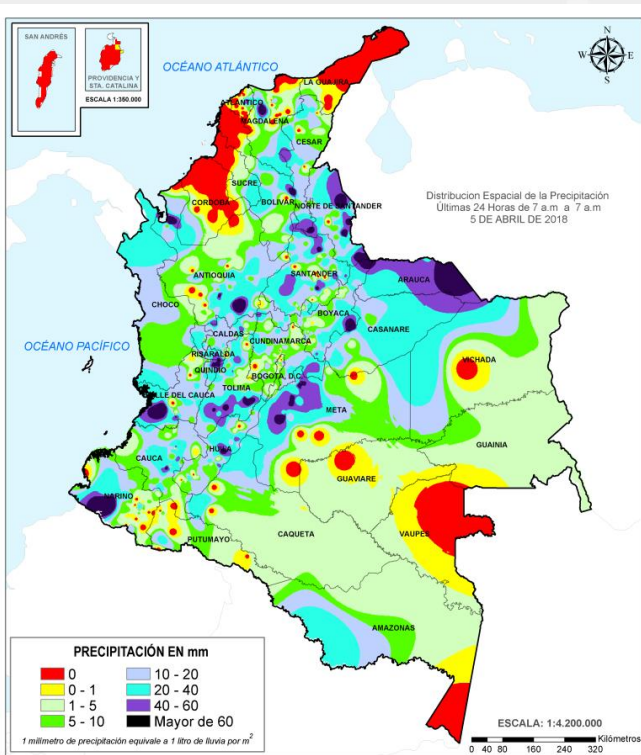 SAN ANDRÉS
PROVIDENCIA Y
STA. CATALINA
ESCALA 1:350.000
OCÉANO ATLÁNTICO
N
W
E
S
LA GUAJIRA
ATLANTICO
MAGDALENA
CESAR
SUCRE
CORDOBA
BOLIVAR
NORTE DE SANTANDER
Distribucion Espacial de la Precipitación
Últimas 24 Horas de 7 a.m a 7 a.m
5 DE ABRIL DE 2018
ANTIOQUIA
SANTANDER
ARAUCA
CHOCO
BOYACA
CASANARE
OCÉANO PACÍFICO
CALDAS
CUNDINAMARCA
RISARALDA
VICHADA
QUINDIO
BOGOTA, D.C.
TOLIMA
VALLE DEL CAUCA
META
GUAINIA
HUILA
CAUCA
GUAVIARE
NARIÑO
PUTUMAYO
CAQUETA
VAUPES
AMAZONAS
PRECIPITACIÓN EN mm
0
0 - 1
1 - 5
5 - 10
10 - 20
20 - 40
40 - 60
Mayor de 60
1 milímetro de precipitación equivale a 1 litro de lluvia por m²
ESCALA: 1:4.200.000
Kilómetros
0 40 80 160 240 320